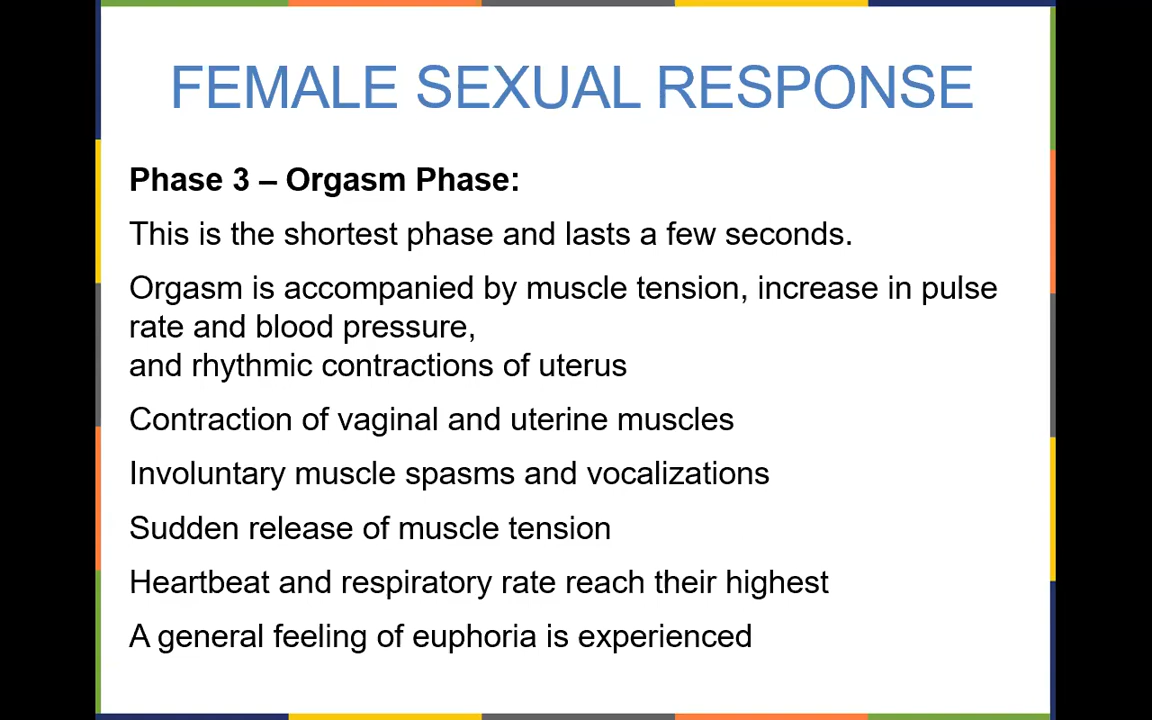 FEMALE SEXUAL RESPONSE
Phase 3 – Orgasm Phase:
This is the shortest phase and lasts a few seconds.
Orgasm is accompanied by muscle tension, increase in pulse
rate and blood pressure,
and rhythmic contractions of uterus
Contraction of vaginal and uterine muscles
Involuntary muscle spasms and vocalizations
Sudden release of muscle tension
Heartbeat and respiratory rate reach their highest
A general feeling of euphoria is experienced